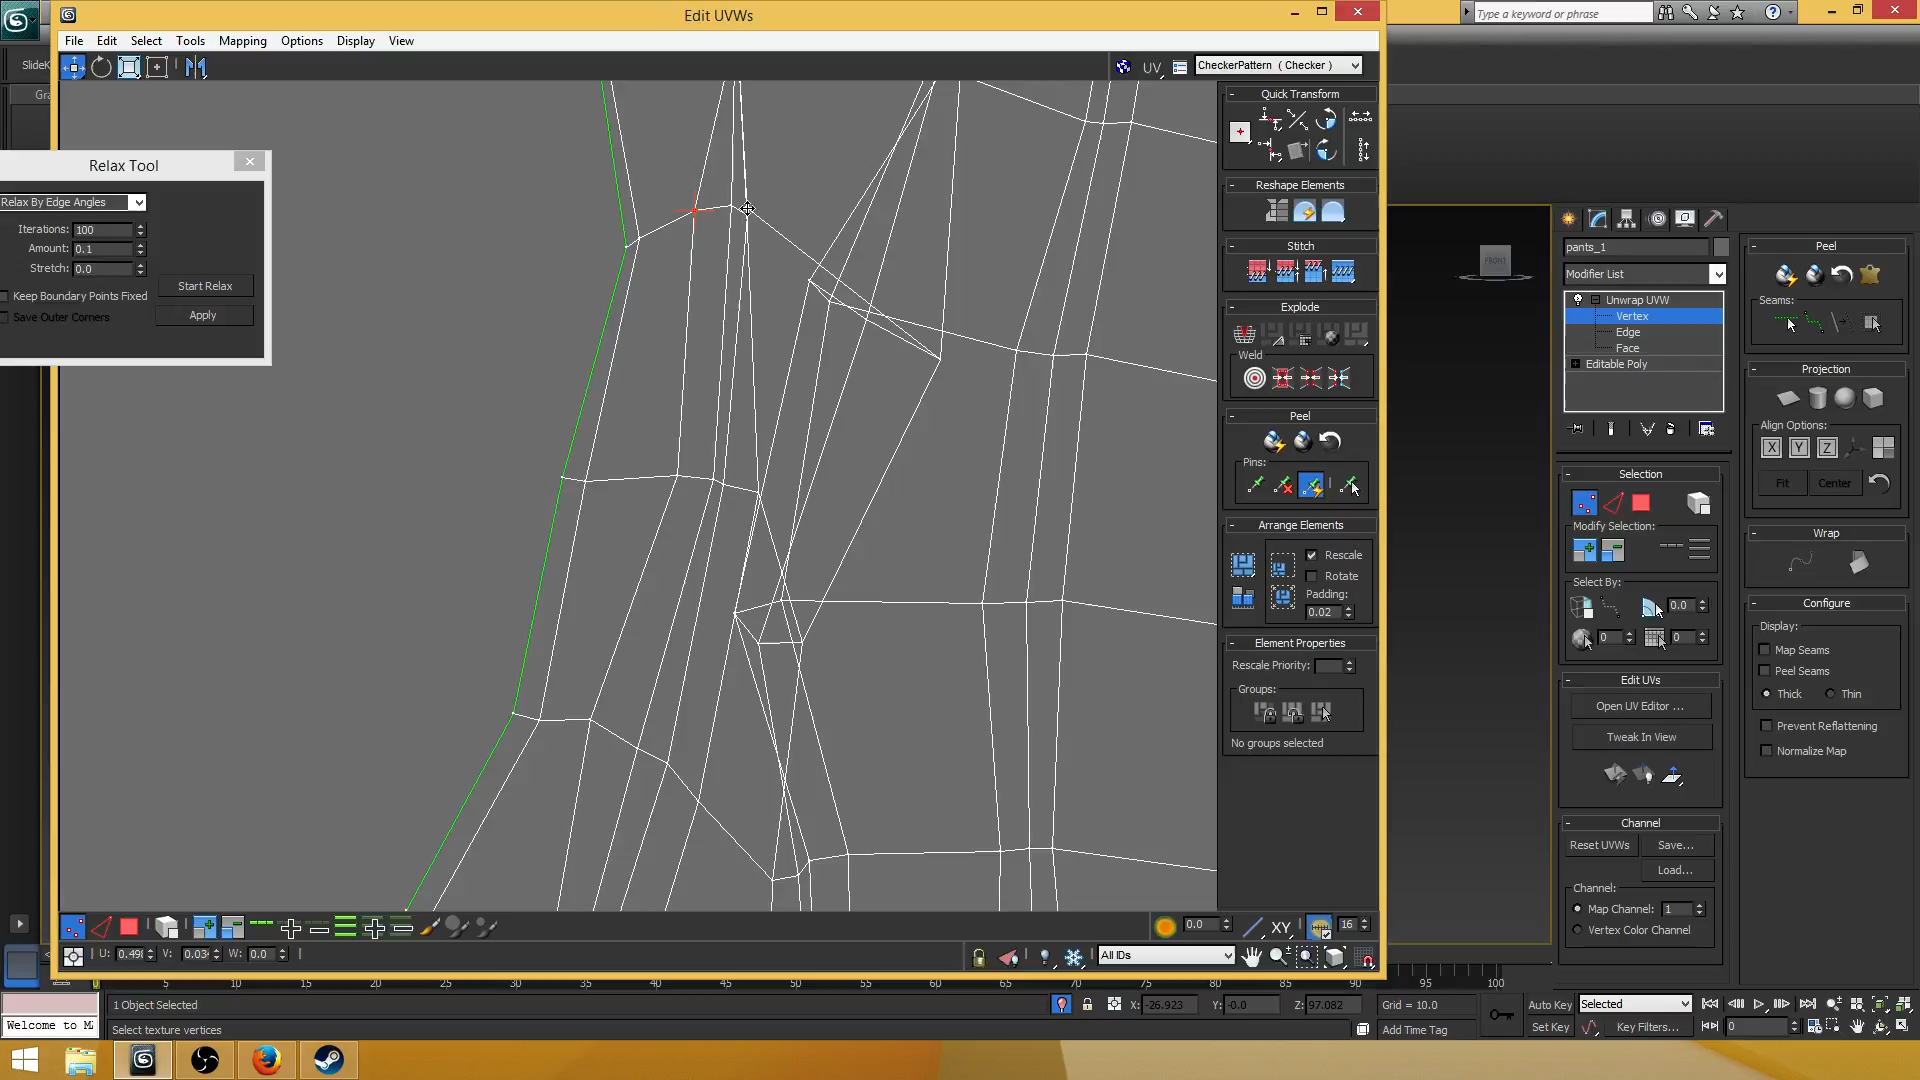 Edit UVWs
Type a keyword or phrase
File Edit Select Tools Mapping Options Display View
SlideK
UV
CheckerPattern ( Checker )
Gra
Quick Transform
Relax Tool
Relax By Edge Angles
Iterations: 100
Amount: 0.1
Stretch: 0.0
Start Relax
Keep Boundary Points Fixed
Save Outer Corners
Apply
Reshape Elements
Stitch
Explode
Weld
Peel
Pins:
Arrange Elements
Rescale
Rotate
Padding:
0.02
Element Properties
Rescale Priority:
Groups:
No groups selected
FRONT
pants_1
Modifier List
Unwrap UVW
Vertex
Edge
Face
Editable Poly
Selection
Modify Selection:
Select By:
0.0
0
0
Edit UVs
Open UV Editor ...
Tweak In View
Channel
Reset UVWs
Save...
Load...
Channel:
Map Channel: 1
Vertex Color Channel
Peel
Seams:
Projection
Align Options:
X Y Z
Fit
Center
Wrap
Configure
Display:
Map Seams
Peel Seams
Thick
Thin
Prevent Reflattening
Normalize Map
0.0
XY
16
U: 0.498 V: 0.034 W: 0.0
All IDs
5 10 15 20 25 30 35 40 45 50 55 60 65 70 75 80 85 90 95 100
1 Object Selected
X: -26.923 Y: -0.0 Z: 97.082
Grid = 10.0
Auto Key
Selected
Welcome to MA
Select texture vertices
Add Time Tag
Set Key
Key Filters...
0